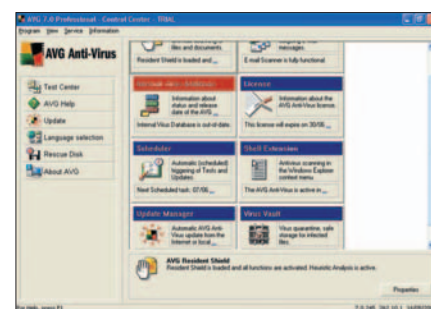 AVG 7.0 Professional - Control Center - TRIAL
Program View Service Information
AVG Anti-Virus
Test Center
AVG Help
Update
Language selection
Rescue Disk
About AVG
files and documents.
Resident Shield is loaded and ...
messages.
E-mail Scanner is fully functional
Information about
status and release
date of the AVG
Internal Virus Database is out-of-date.
License
Information about the
AVG Anti-Virus license.
This license will expire on 30/06 ...
Scheduler
Automatic (scheduled)
triggering of Tests and
Updates
Next Scheduled task: 07/06 ...
Shell Extension
Antivirus scanning in
the Windows Explorer
context menu.
The AVG Anti-Virus is active in ...
Update Manager
Automatic AVG Anti-
Virus update from the
Internet or local ...
Virus Vault
Virus quarantine, safe
storage for infected
files.
AVG Resident Shield
Resident Shield is loaded and all functions are activated. Heuristic Analysis is active.
Properties
For Help, press F1